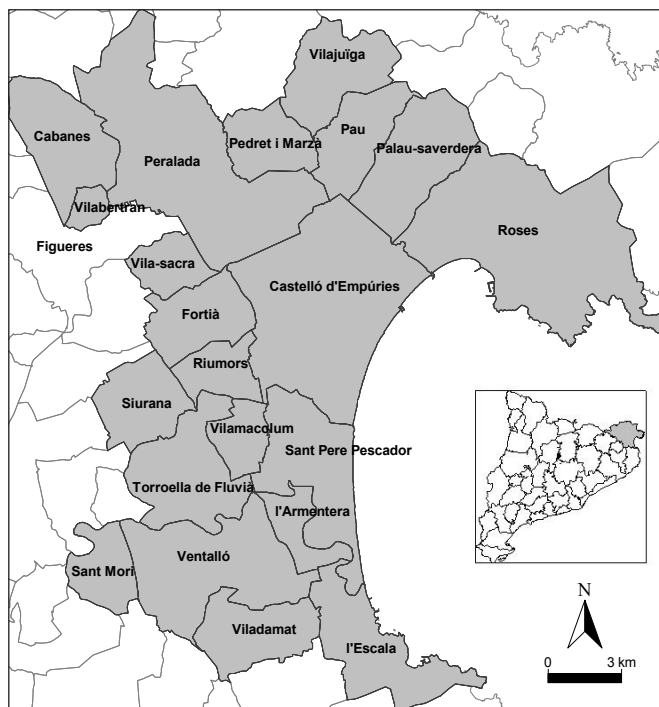 Vilajuïga
Cabanes
Peralada
Pedret i Marzà
Pau
Palau-saverdera
Vilabertran
Figueres
Roses
Vila-sacra
Castelló d'Empúries
Fortià
Riumors
Siurana
Vilamacolum
Sant Pere Pescador
Torroella de Fluvià
l'Armentera
Sant Mori
Ventalló
Viladamat
l'Escala
N
0 3 km